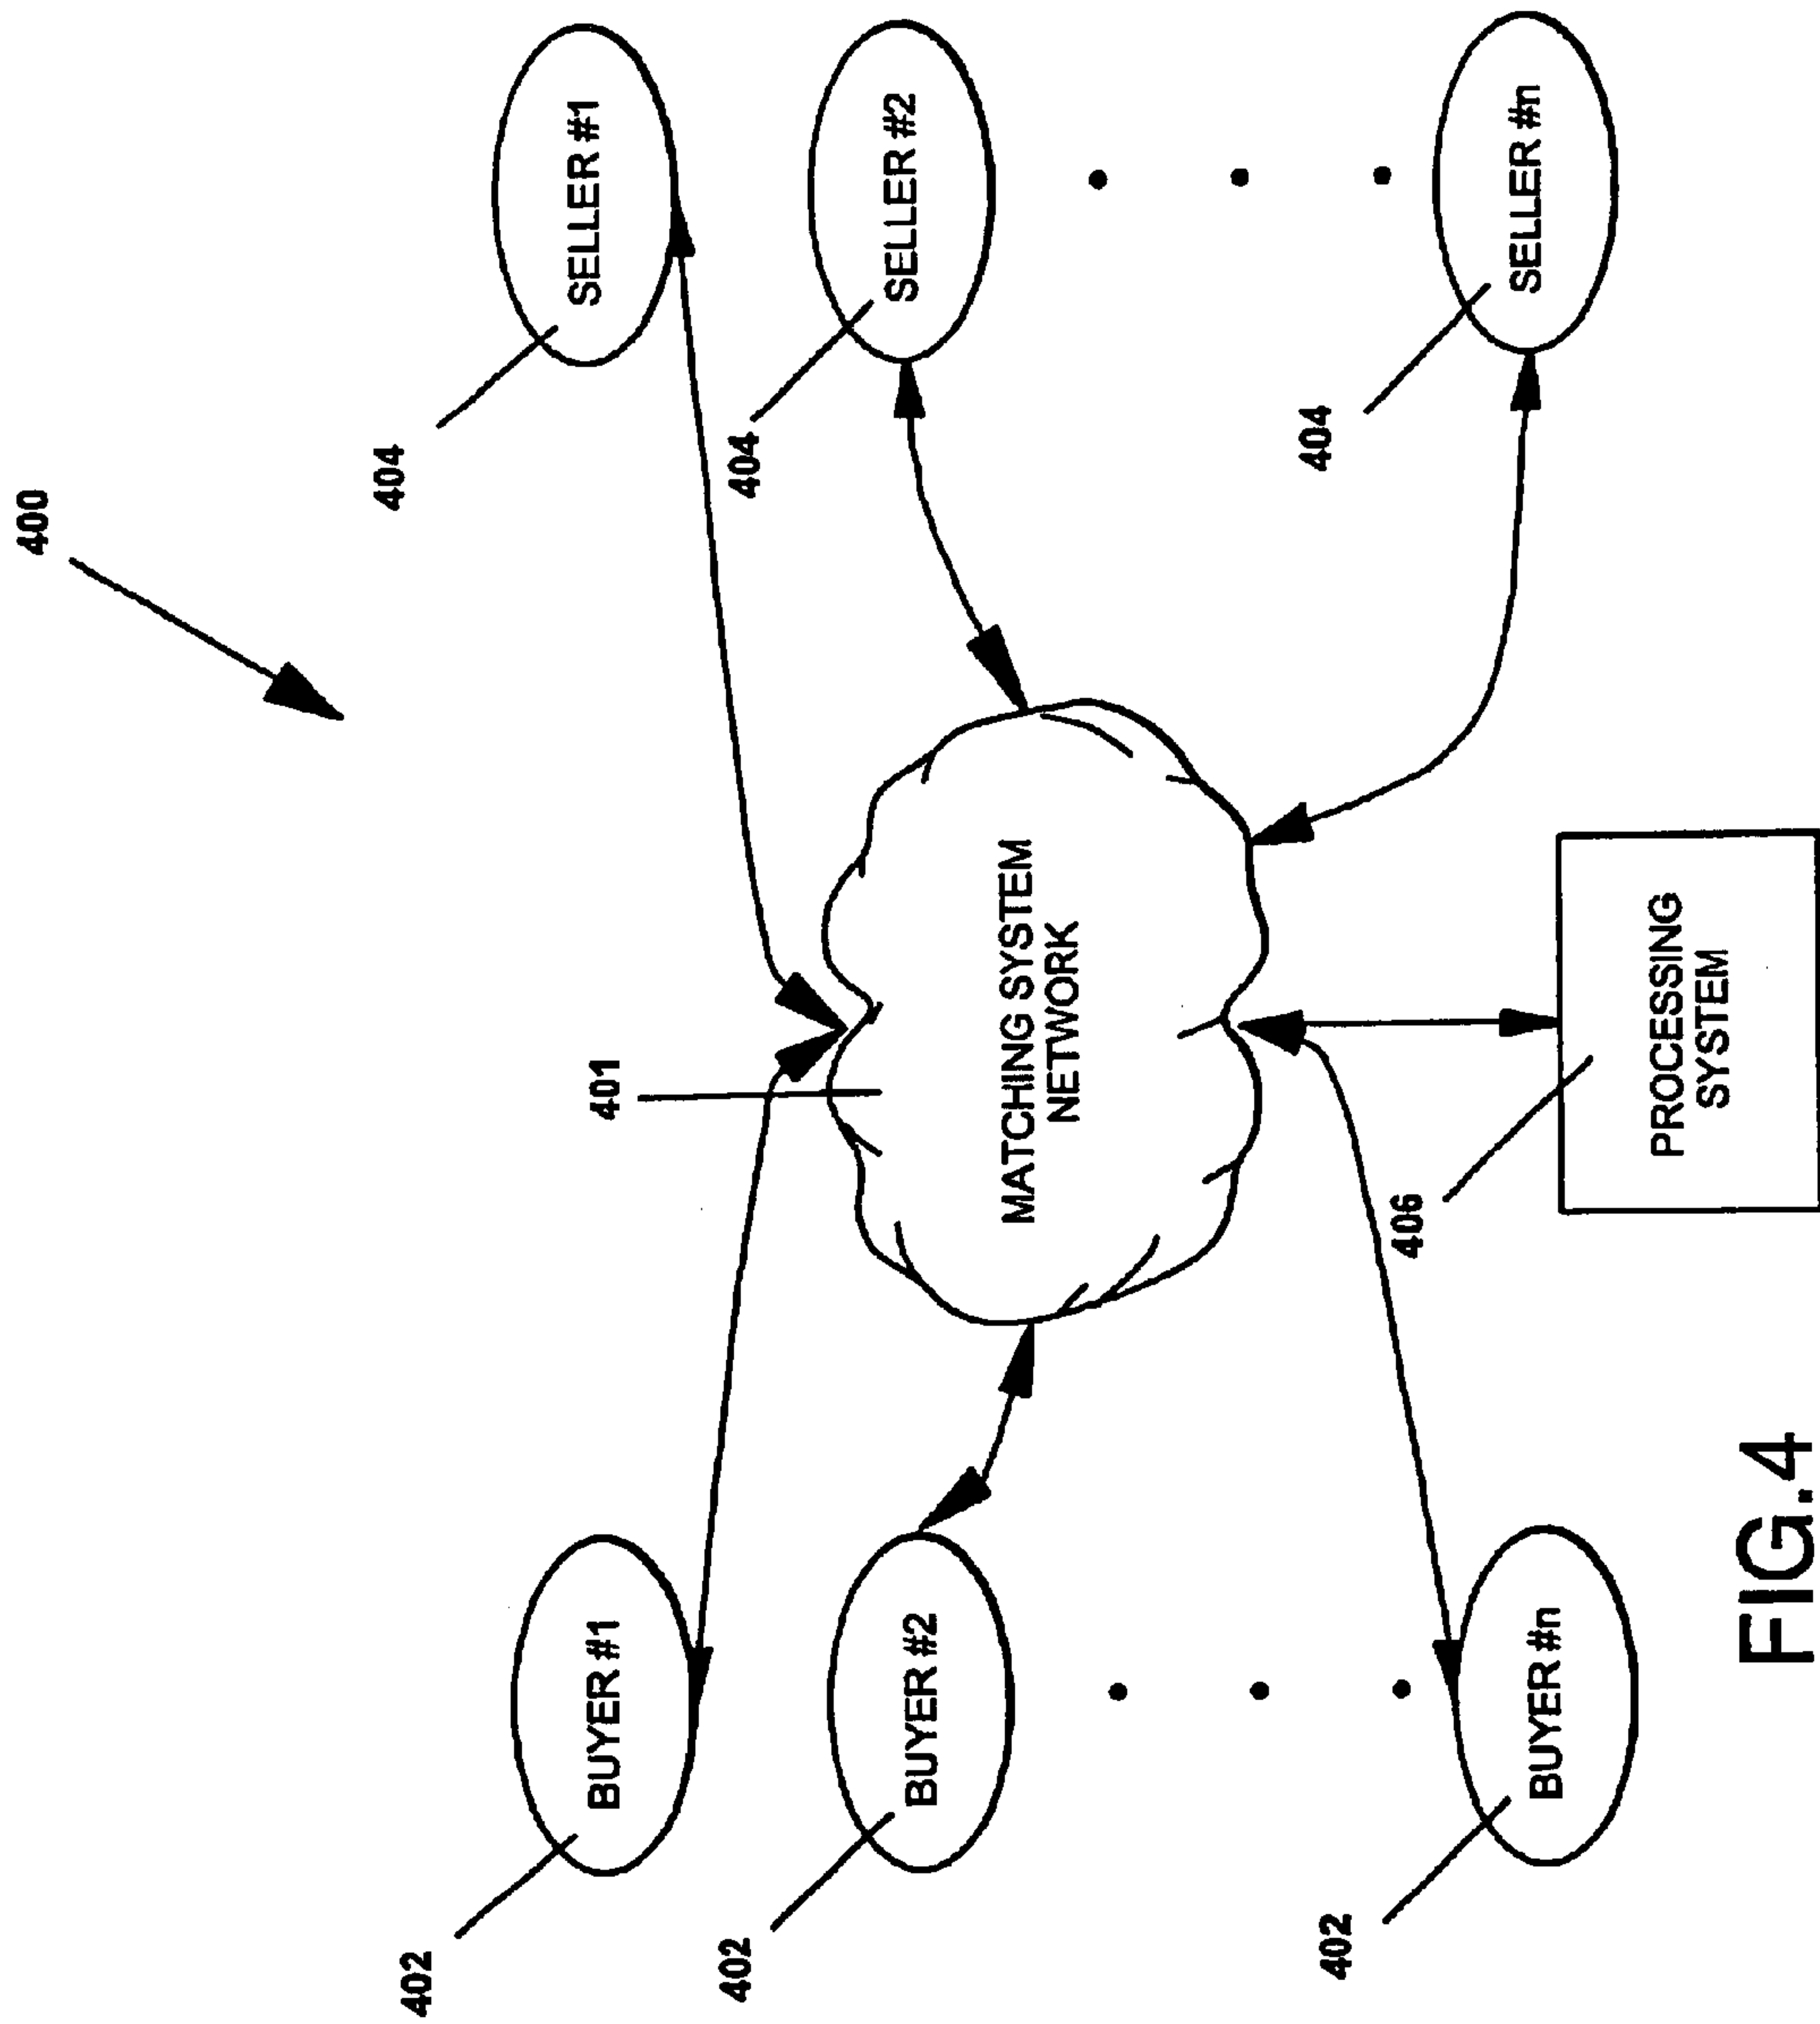 400
404
SELLER #1
404
SELLER #2
404
SELLER #n
401
MATCHING SYSTEM
NETWORK
402
BUYER #1
402
BUYER #2
402
BUYER #n
406
PROCESSING
SYSTEM
FIG.4